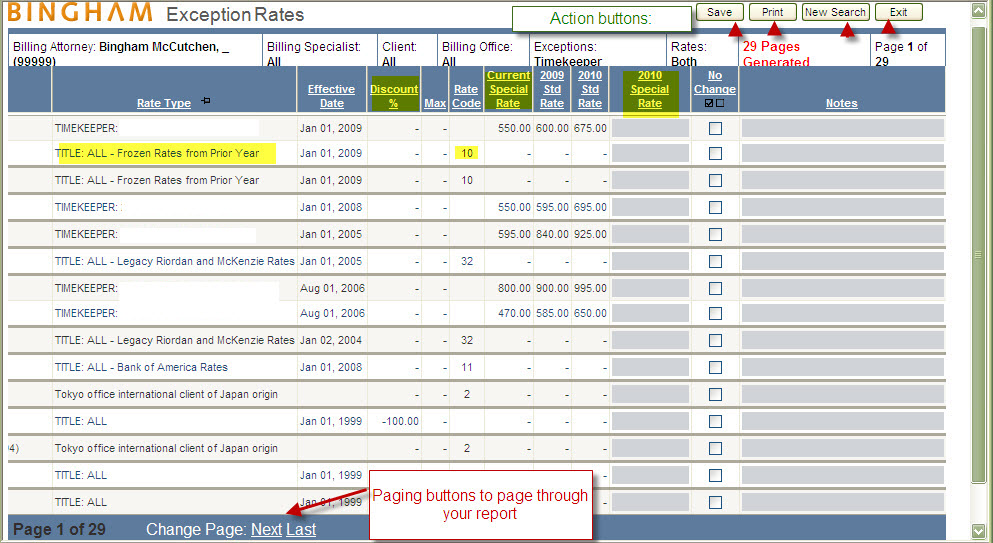 BINGHAM Exception Rates
Action buttons: Save Print New Search Exit
Billing Attorney: Bingham McCutchen, _ (99999) Billing Specialist: All Client: All Billing Office: All Exceptions: Timekeeper Rates: Both 29 Pages Generated Page 1 of 29
Rate Type Effective Date Discount % Max Rate Code Current Special Rate 2009 Std Rate 2010 Std Rate 2010 Special Rate No Change Notes
TIMEKEEPER: Jan 01, 2009 - - 550.00 600.00 675.00
TITLE: ALL - Frozen Rates from Prior Year Jan 01, 2009 - - 10 - - -
TITLE: ALL - Frozen Rates from Prior Year Jan 01, 2009 - - 10 - - -
TIMEKEEPER: Jan 01, 2008 - - 550.00 595.00 695.00
TIMEKEEPER: Jan 01, 2005 - - 595.00 840.00 925.00
TITLE: ALL - Legacy Riordan and McKenzie Rates Jan 01, 2005 - - 32 - - -
TIMEKEEPER: Aug 01, 2006 - - 800.00 900.00 995.00
TIMEKEEPER: Aug 01, 2006 - - 470.00 585.00 650.00
TITLE: ALL - Legacy Riordan and McKenzie Rates Jan 02, 2004 - - 32 - - -
TITLE: ALL - Bank of America Rates Jan 01, 2008 - - 11 - - -
Tokyo office international client of Japan origin - - 2 - - -
TITLE: ALL Jan 01, 1999 -100.00 - - - -
04) Tokyo office international client of Japan origin - - 2 - - -
TITLE: ALL Jan 01, 1999 - - -
TITLE: ALL Jan 01, 1999 - - -
Paging buttons to page through
your report
Page 1 of 29 Change Page: Next Last